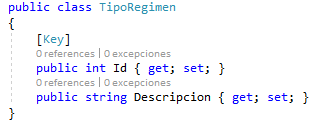 public class TipoRegimen
{
[Key]
0 references | 0 excepciones
public int Id { get; set; }
0 references | 0 excepciones
public string Descripcion { get; set; }
}